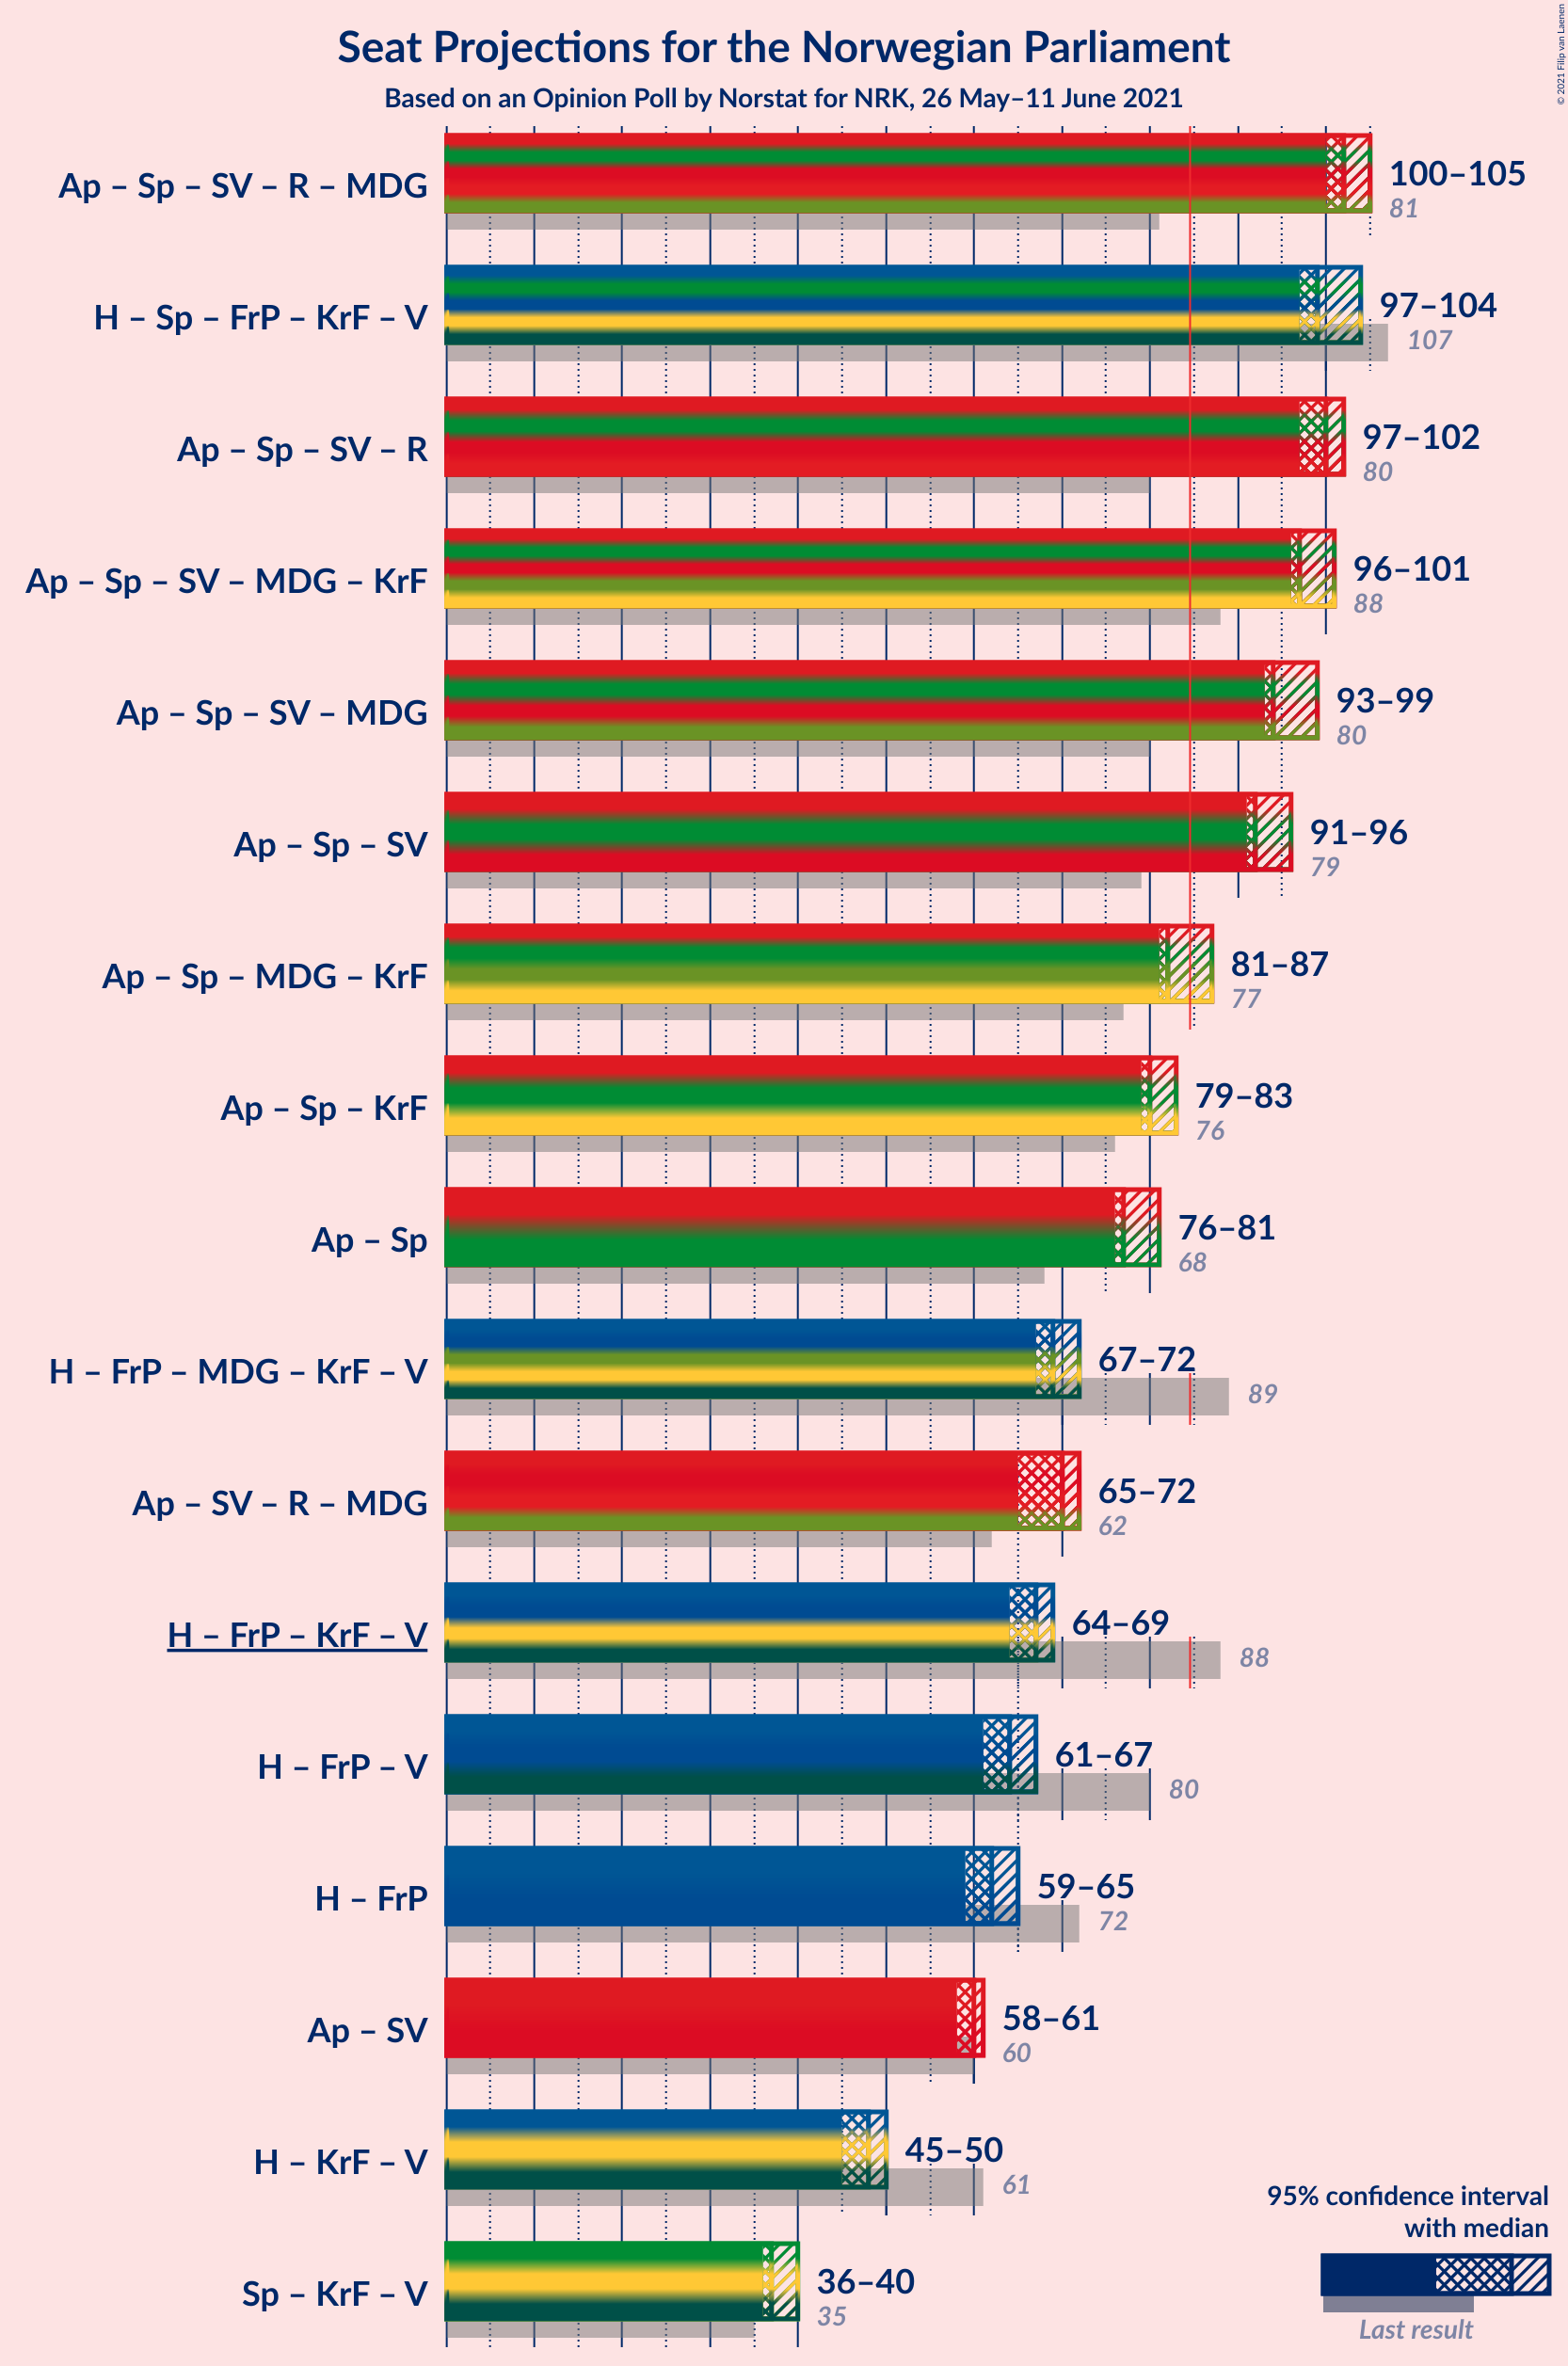 Seat Projections for the Norwegian Parliament
Based on an Opinion Poll by Norstat for NRK, 26 May–11 June 2021
© 2021 Filip van Laenen
Ap – Sp – SV – R – MDG
100–105
81
H – Sp – FrP – KrF – V
97–104
107
Ap – Sp – SV – R
97–102
80
Ap – Sp – SV – MDG – KrF
96–101
88
Ap – Sp – SV – MDG
93–99
80
Ap – Sp – SV
91–96
79
Ap – Sp – MDG – KrF
81–87
77
Ap – Sp – KrF
79–83
76
Ap – Sp
76–81
68
H – FrP – MDG – KrF – V
67–72
89
Ap – SV – R – MDG
65–72
62
H – FrP – KrF – V
64–69
88
H – FrP – V
61–67
80
H – FrP
59–65
72
Ap – SV
58–61
60
H – KrF – V
45–50
61
Sp – KrF – V
36–40
35
95% confidence interval
with median
Last result